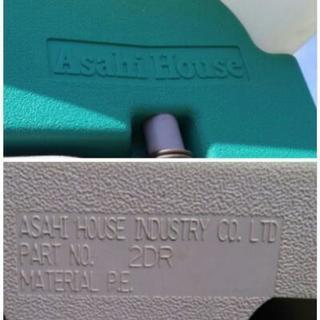 Asahi House
ASAHI HOUSE INDUSTRY CO. LTD
PART NO. 2DR
MATERIAL P.E.